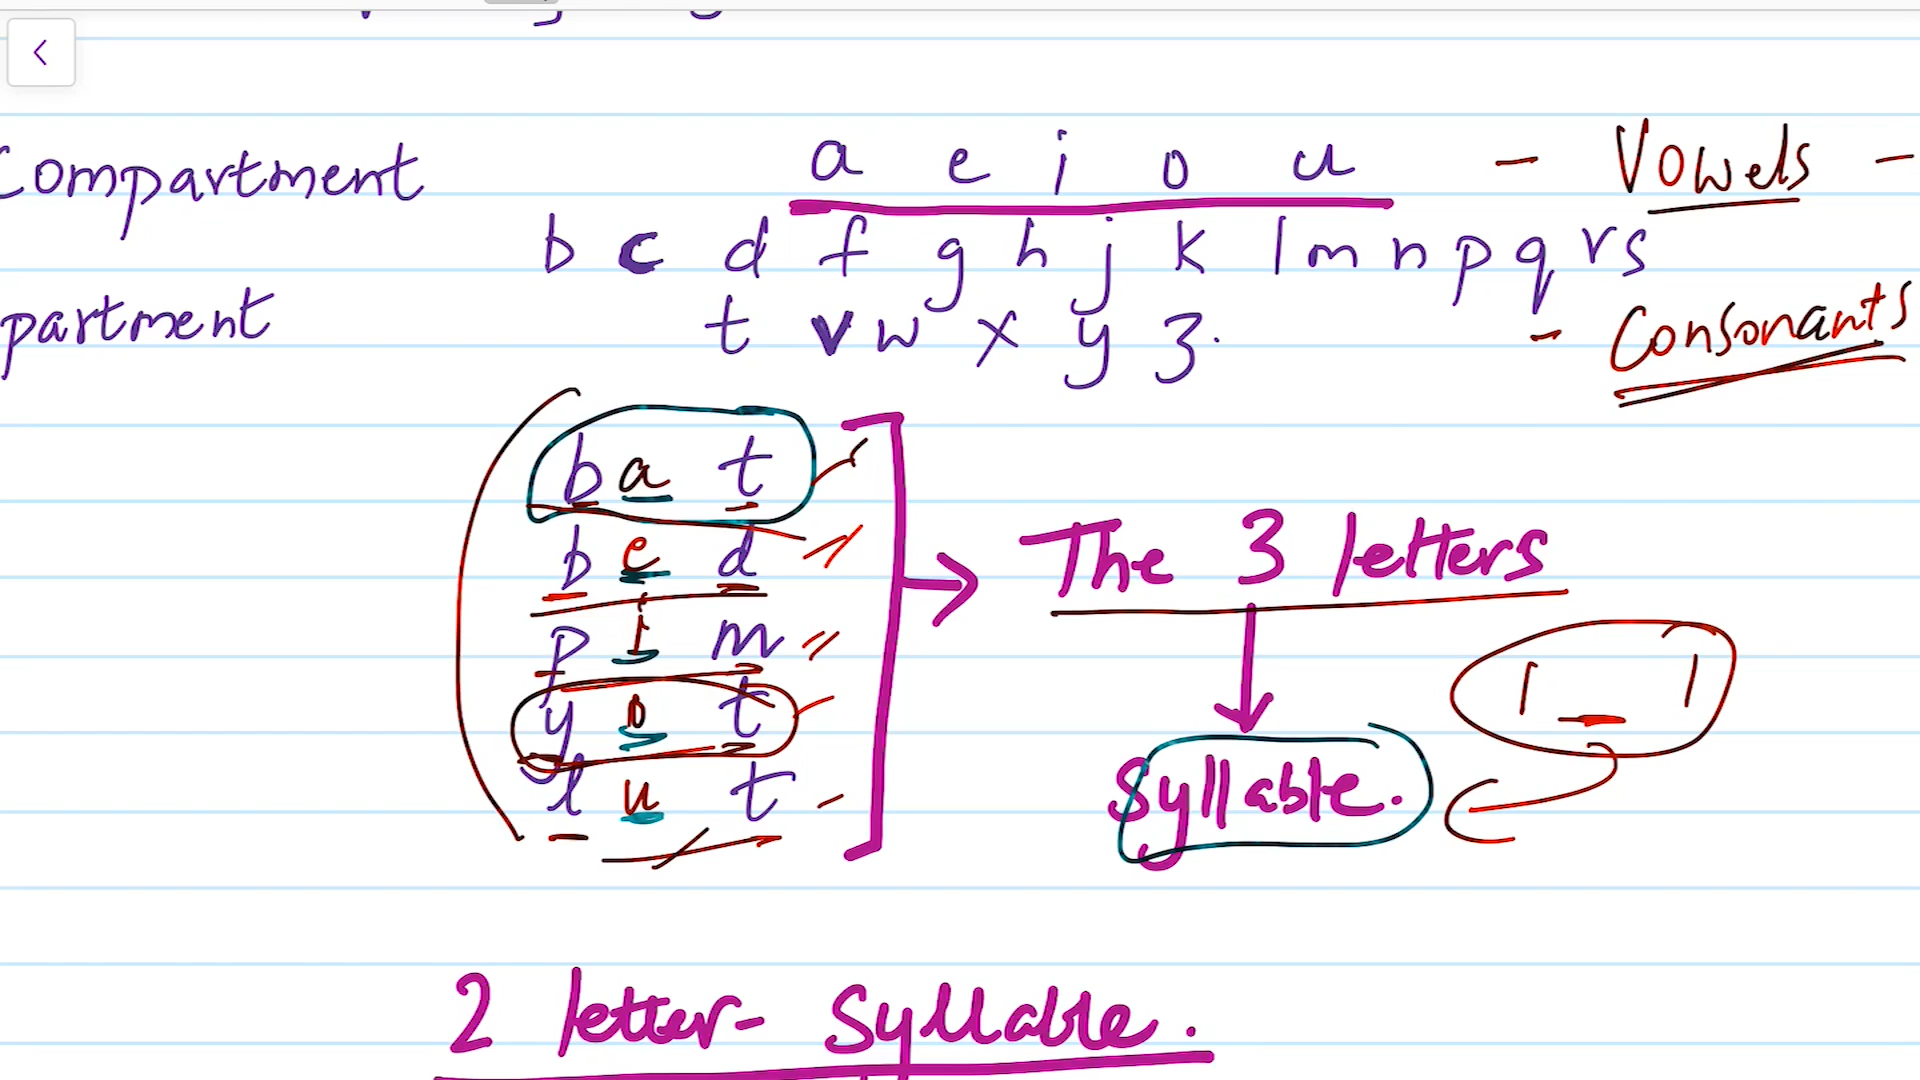 Compartment
a e i o u - Vowels -
b c d f g h j k l m n p q r s
partment
t v w x y z.
- Consonants
b a t
b e d
The 3 letters
p i m
y o t
l u t
Syllable.
2 letter- Syllable.